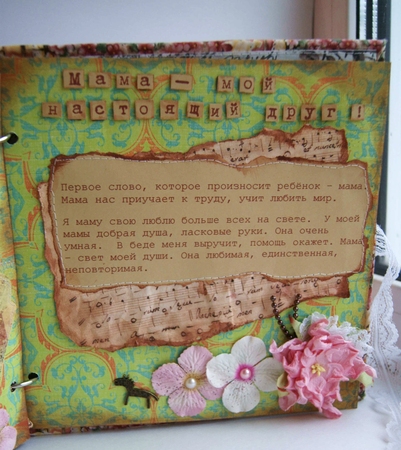 Мама — мой
настоящий друг!
Первое слово, которое произносит ребёнок – мама.
Мама нас приучает к труду, учит любить мир.
Я маму свою люблю больше всех на свете. У моей
мамы добрая душа, ласковые руки. Она очень
умная. В беде меня выручит, помощь окажет. Мама
- свет моей души. Она любимая, единственная,
неповторимая.